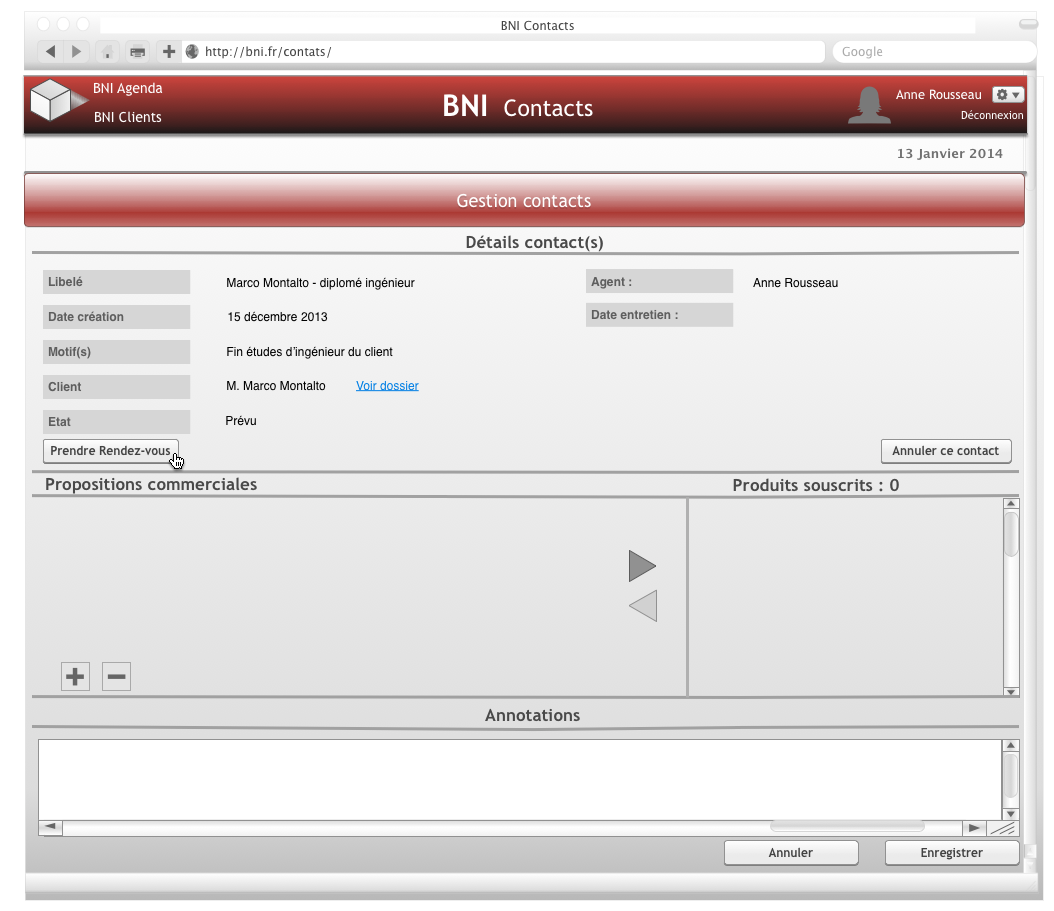 BNI Contacts
http://bni.fr/contats/
Google
BNI Agenda
BNI Clients
BNI Contacts
Anne Rousseau
Déconnexion
13 Janvier 2014
Gestion contacts
Détails contact(s)
Libelé Marco Montalto - diplomé ingénieur
Agent : Anne Rousseau
Date création 15 décembre 2013
Date entretien :
Motif(s) Fin études d'ingénieur du client
Client M. Marco Montalto Voir dossier
Etat Prévu
Prendre Rendez-vous
Annuler ce contact
Propositions commerciales
Produits souscrits : 0
Annotations
Annuler
Enregistrer